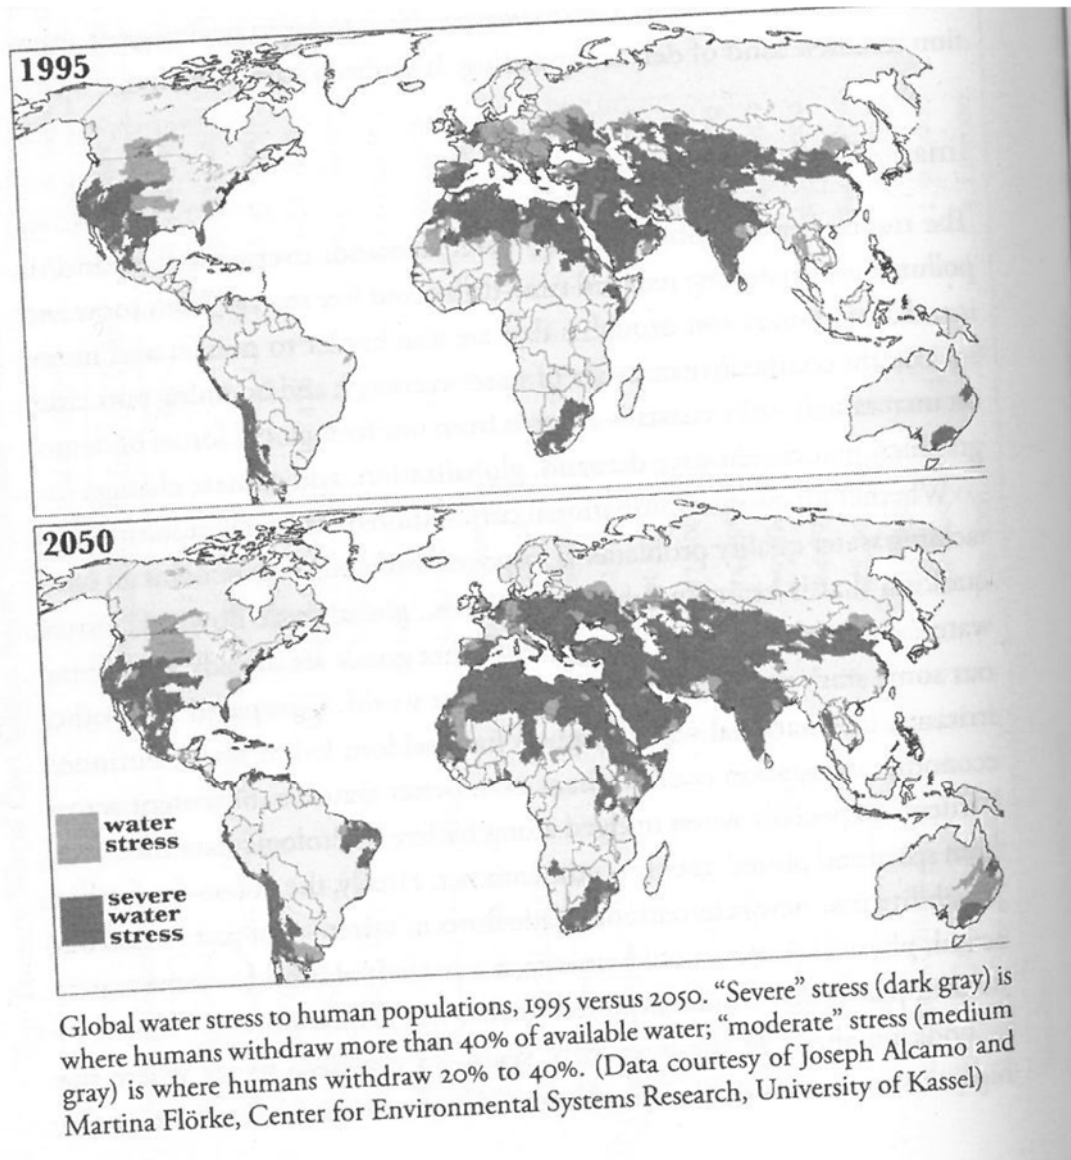 1995
2050
water
stress
severe
water
stress
Global water stress to human populations, 1995 versus 2050. “Severe” stress (dark gray) is
where humans withdraw more than 40% of available water; “moderate” stress (medium
gray) is where humans withdraw 20% to 40%. (Data courtesy of Joseph Alcamo and
Martina Flörke, Center for Environmental Systems Research, University of Kassel)